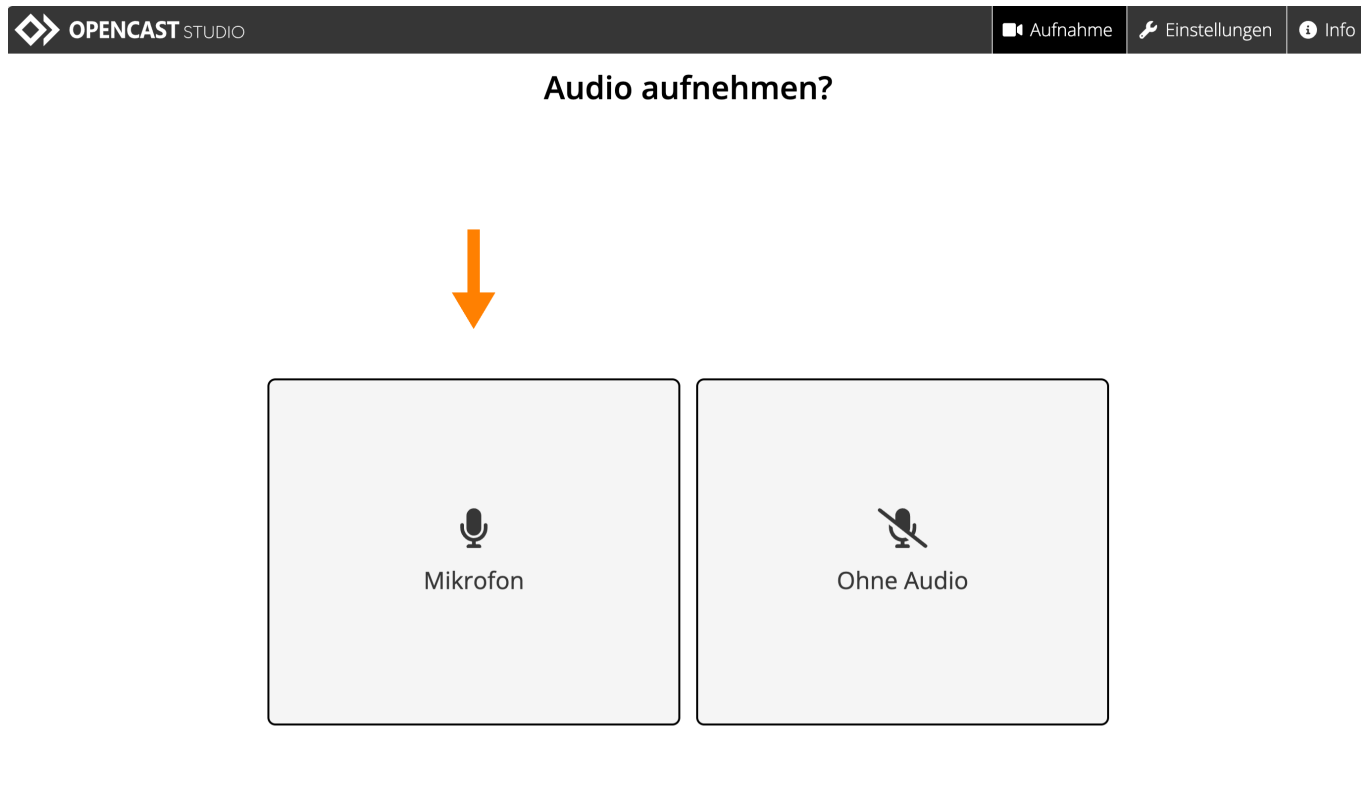 OPENCAST STUDIO
Aufnahme
Einstellungen
Info
Audio aufnehmen?
Mikrofon
Ohne Audio